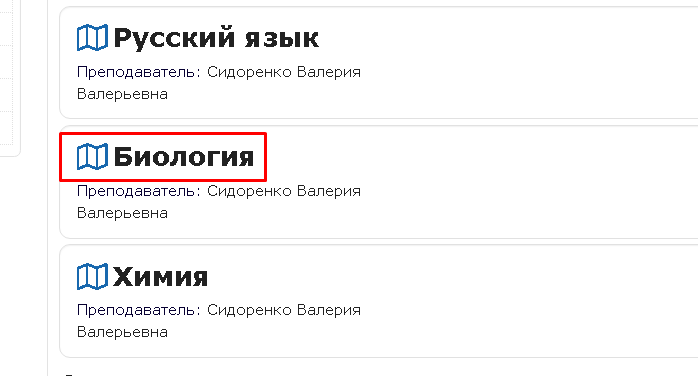 Русский язык
Преподаватель: Сидоренко Валерия
Валерьевна
Биология
Преподаватель: Сидоренко Валерия
Валерьевна
Химия
Преподаватель: Сидоренко Валерия
Валерьевна